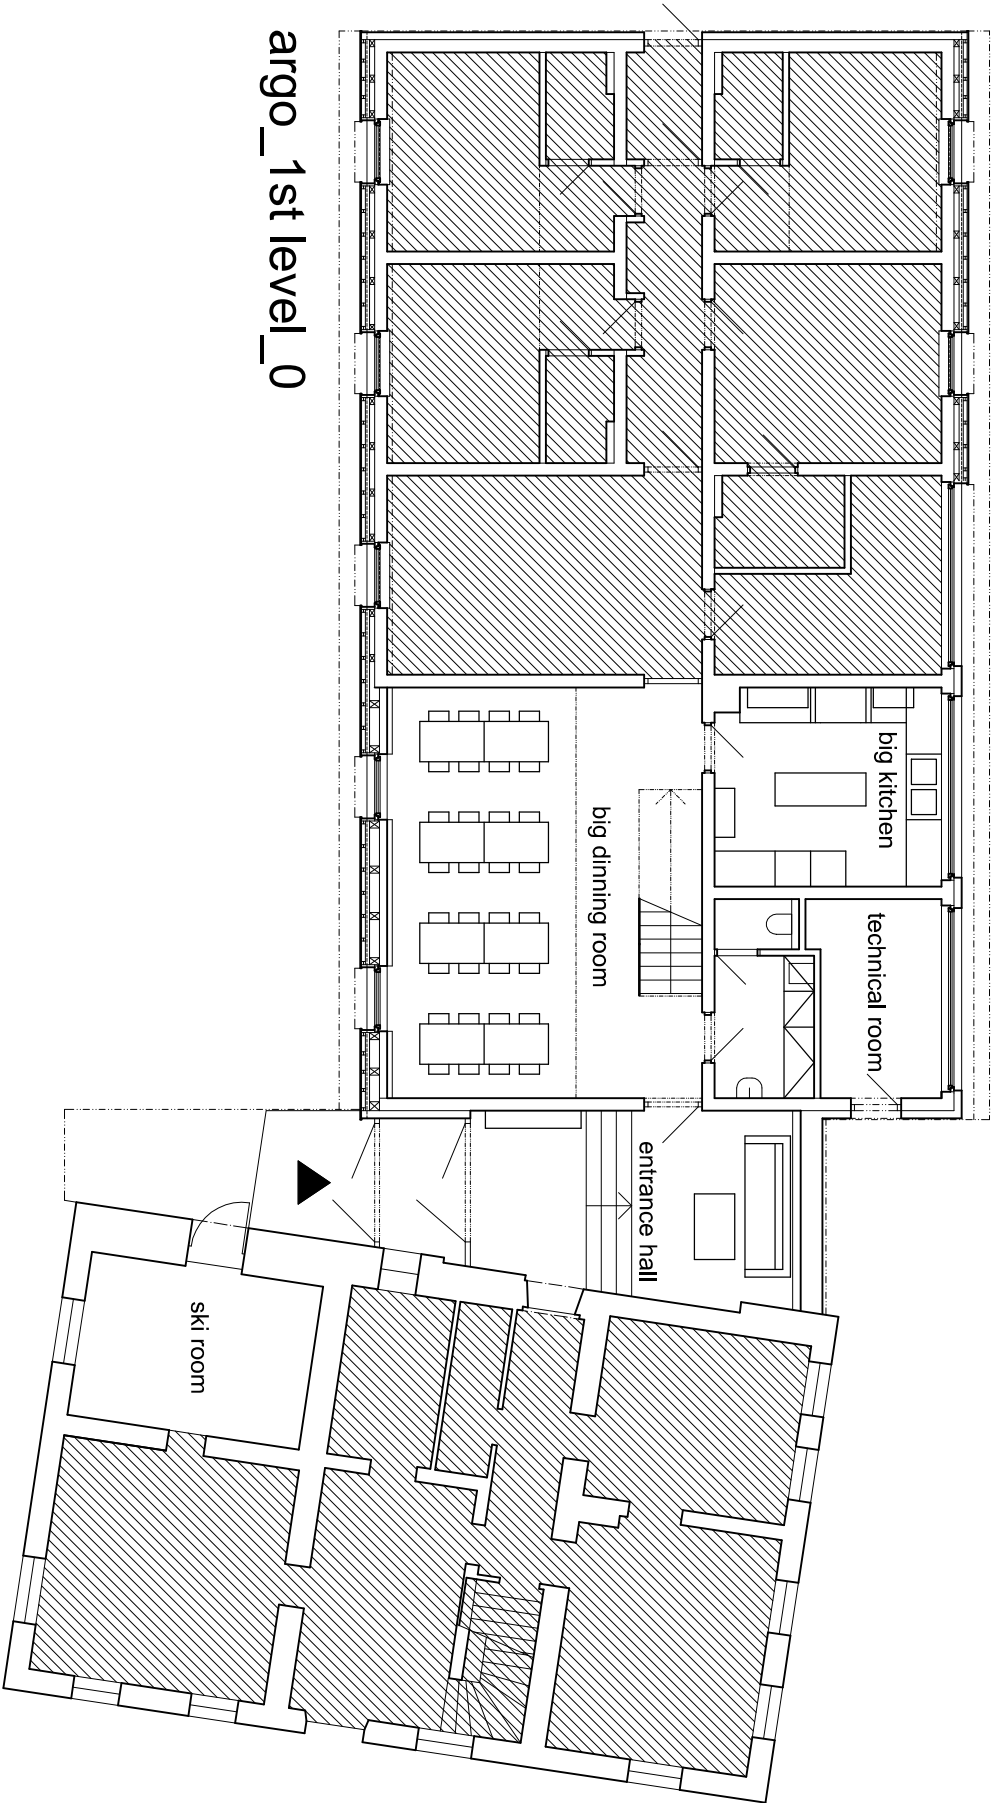 argo_1st level_0
big kitchen
big dinning room
technical room
entrance hall
ski room